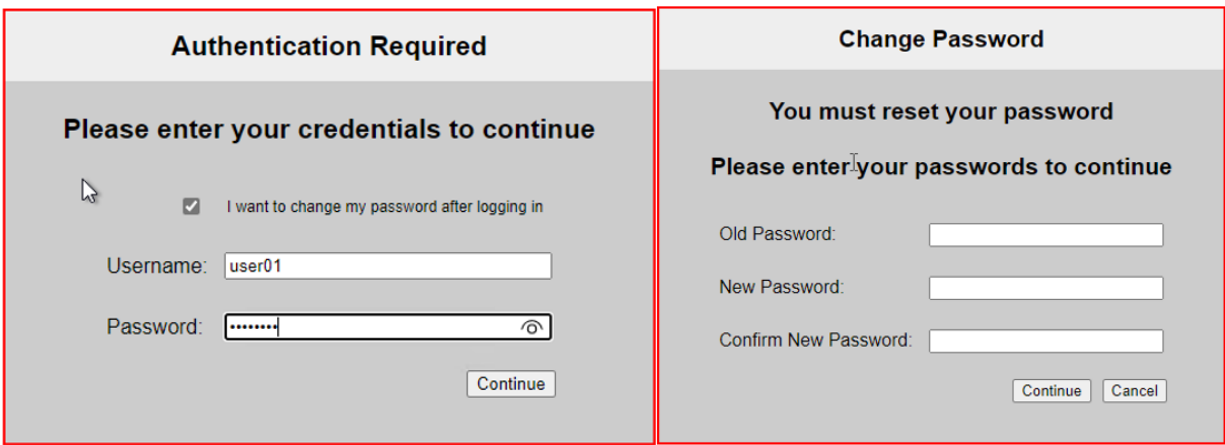 Authentication Required
Please enter your credentials to continue
I want to change my password after logging in
Username: user01
Password: ••••••••
Continue
Change Password
You must reset your password
Please enter your passwords to continue
Old Password:
New Password:
Confirm New Password:
Continue Cancel